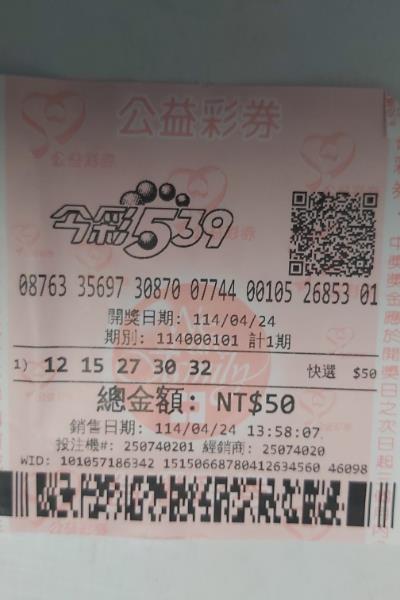 公益彩券
今彩539
08763 35697 30870 07744 00105 26853 01
開獎日期: 114/04/24
期別: 114000101 計1期
1) 12 15 27 30 32 快選 $50
總金額: NT$50
銷售日期: 114/04/24 13:58:07
投注機#: 250740201 經銷商: 25074020
WID: 101057186342 15150668780412634560 46098